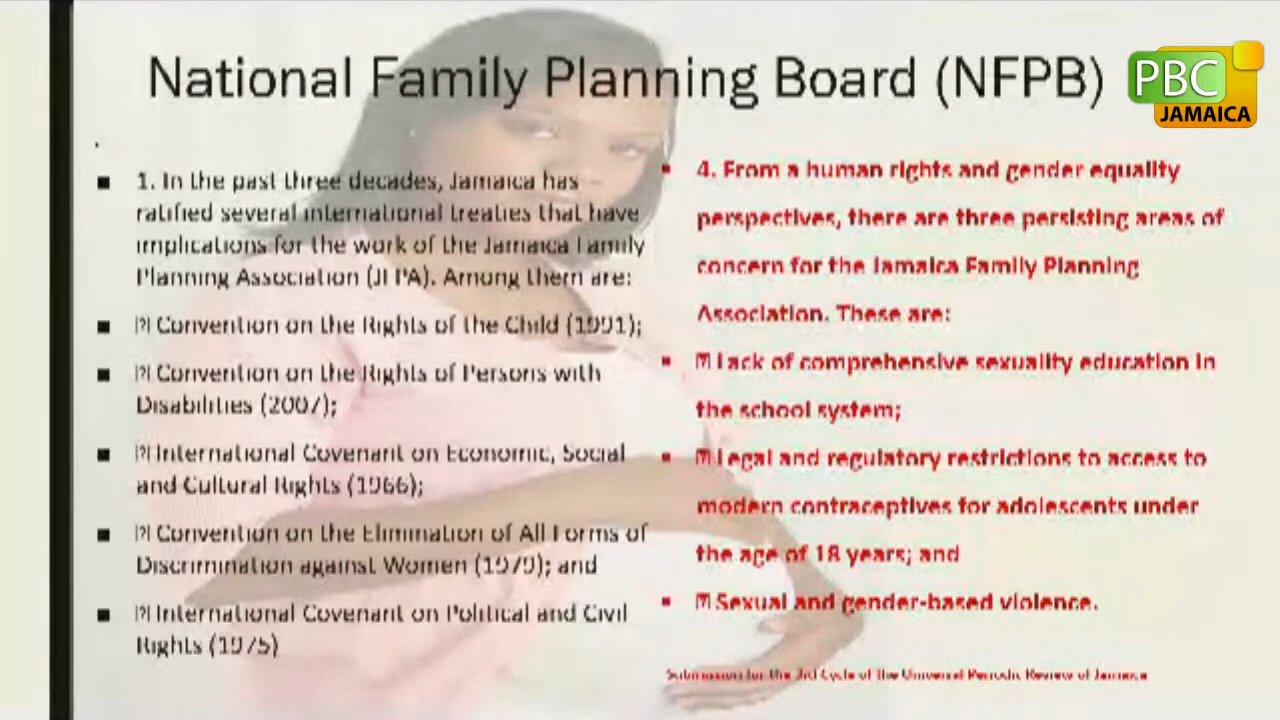 National Family Planning Board (NFPB)
PBC
JAMAICA
1. In the past three decades, Jamaica has
ratified several international treaties that have
implications for the work of the Jamaica Family
Planning Association (JFPA). Among them are:
Convention on the Rights of the Child (1991);
Convention on the Rights of Persons with
Disabilities (2007);
International Covenant on Economic, Social
and Cultural Rights (1966);
Convention on the Elimination of All Forms of
Discrimination against Women (1979); and
International Covenant on Political and Civil
Rights (1975)
4. From a human rights and gender equality
perspectives, there are three persisting areas of
concern for the Jamaica Family Planning
Association. These are:
Lack of comprehensive sexuality education in
the school system;
Legal and regulatory restrictions to access to
modern contraceptives for adolescents under
the age of 18 years; and
Sexual and gender-based violence.
Submission for the 3rd Cycle of the Universal Periodic Review of Jamaica